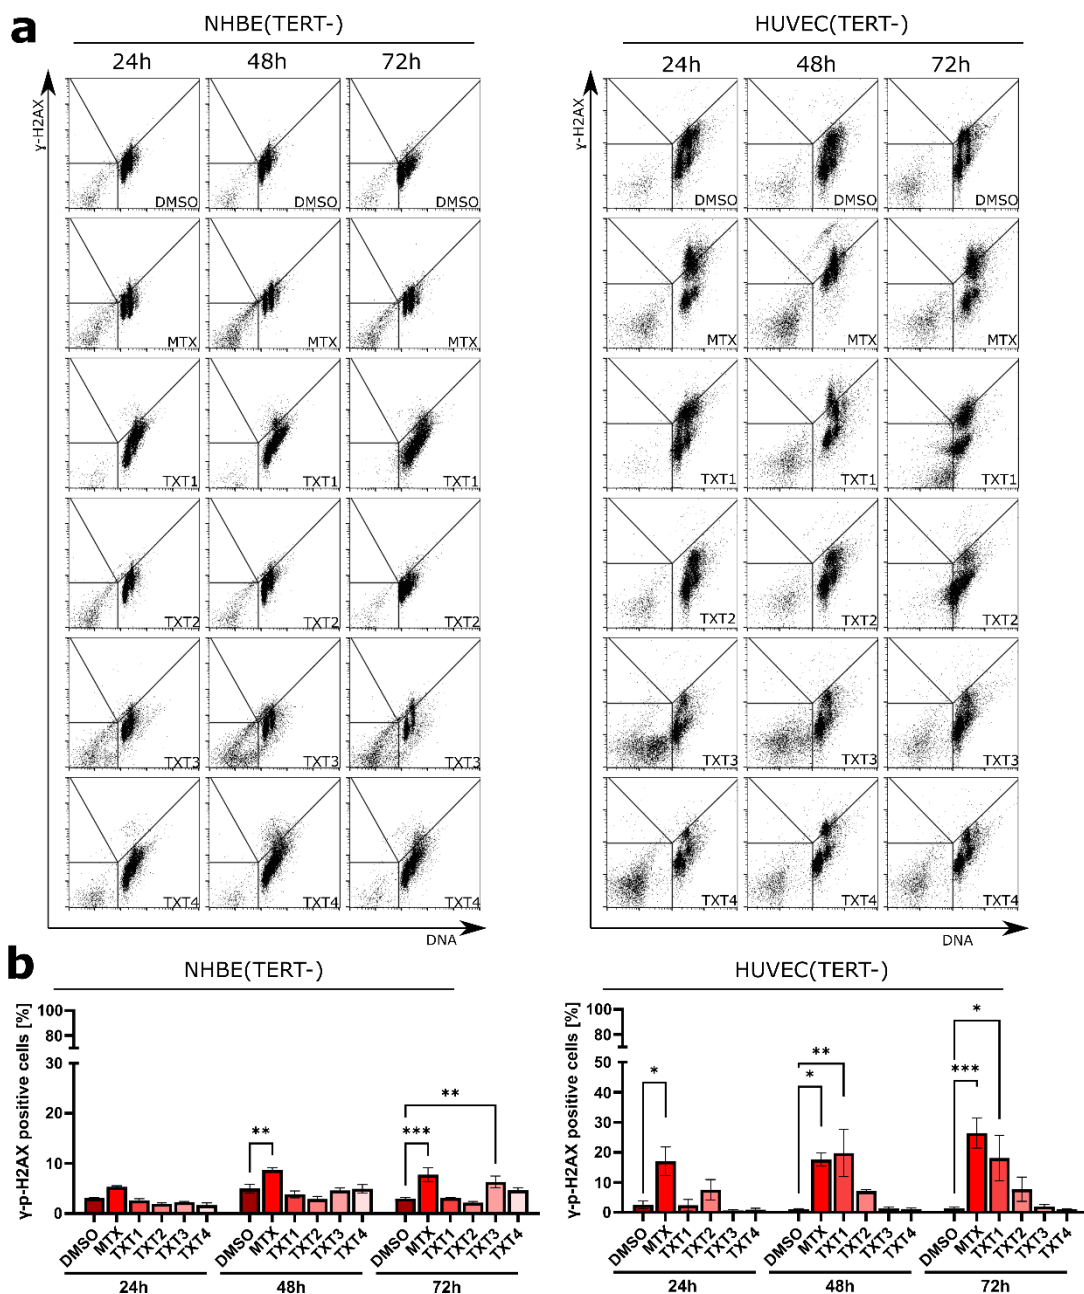 a
NHBE(TERT-)
HUVEC(TERT-)
24h 48h 72h
24h 48h 72h
γ-H2AX
γ-H2AX
DMSO DMSO DMSO
DMSO DMSO DMSO
MTX MTX MTX
MTX MTX MTX
TXT1 TXT1 TXT1
TXT1 TXT1 TXT1
TXT2 TXT2 TXT2
TXT2 TXT2 TXT2
TXT3 TXT3 TXT3
TXT3 TXT3 TXT3
TXT4 TXT4 TXT4
TXT4 TXT4 TXT4
DNA
DNA
b
NHBE(TERT-)
γ-p-H2AX positive cells [%]
100
80
30
20
10
0
** *** **
DMSO MTX TXT1 TXT2 TXT3 TXT4 DMSO MTX TXT1 TXT2 TXT3 TXT4 DMSO MTX TXT1 TXT2 TXT3 TXT4
24h 48h 72h
HUVEC(TERT-)
γ-p-H2AX positive cells [%]
100
80
60
50
40
30
20
10
0
* * ** *** *
DMSO MTX TXT1 TXT2 TXT3 TXT4 DMSO MTX TXT1 TXT2 TXT3 TXT4 DMSO MTX TXT1 TXT2 TXT3 TXT4
24h 48h 72h